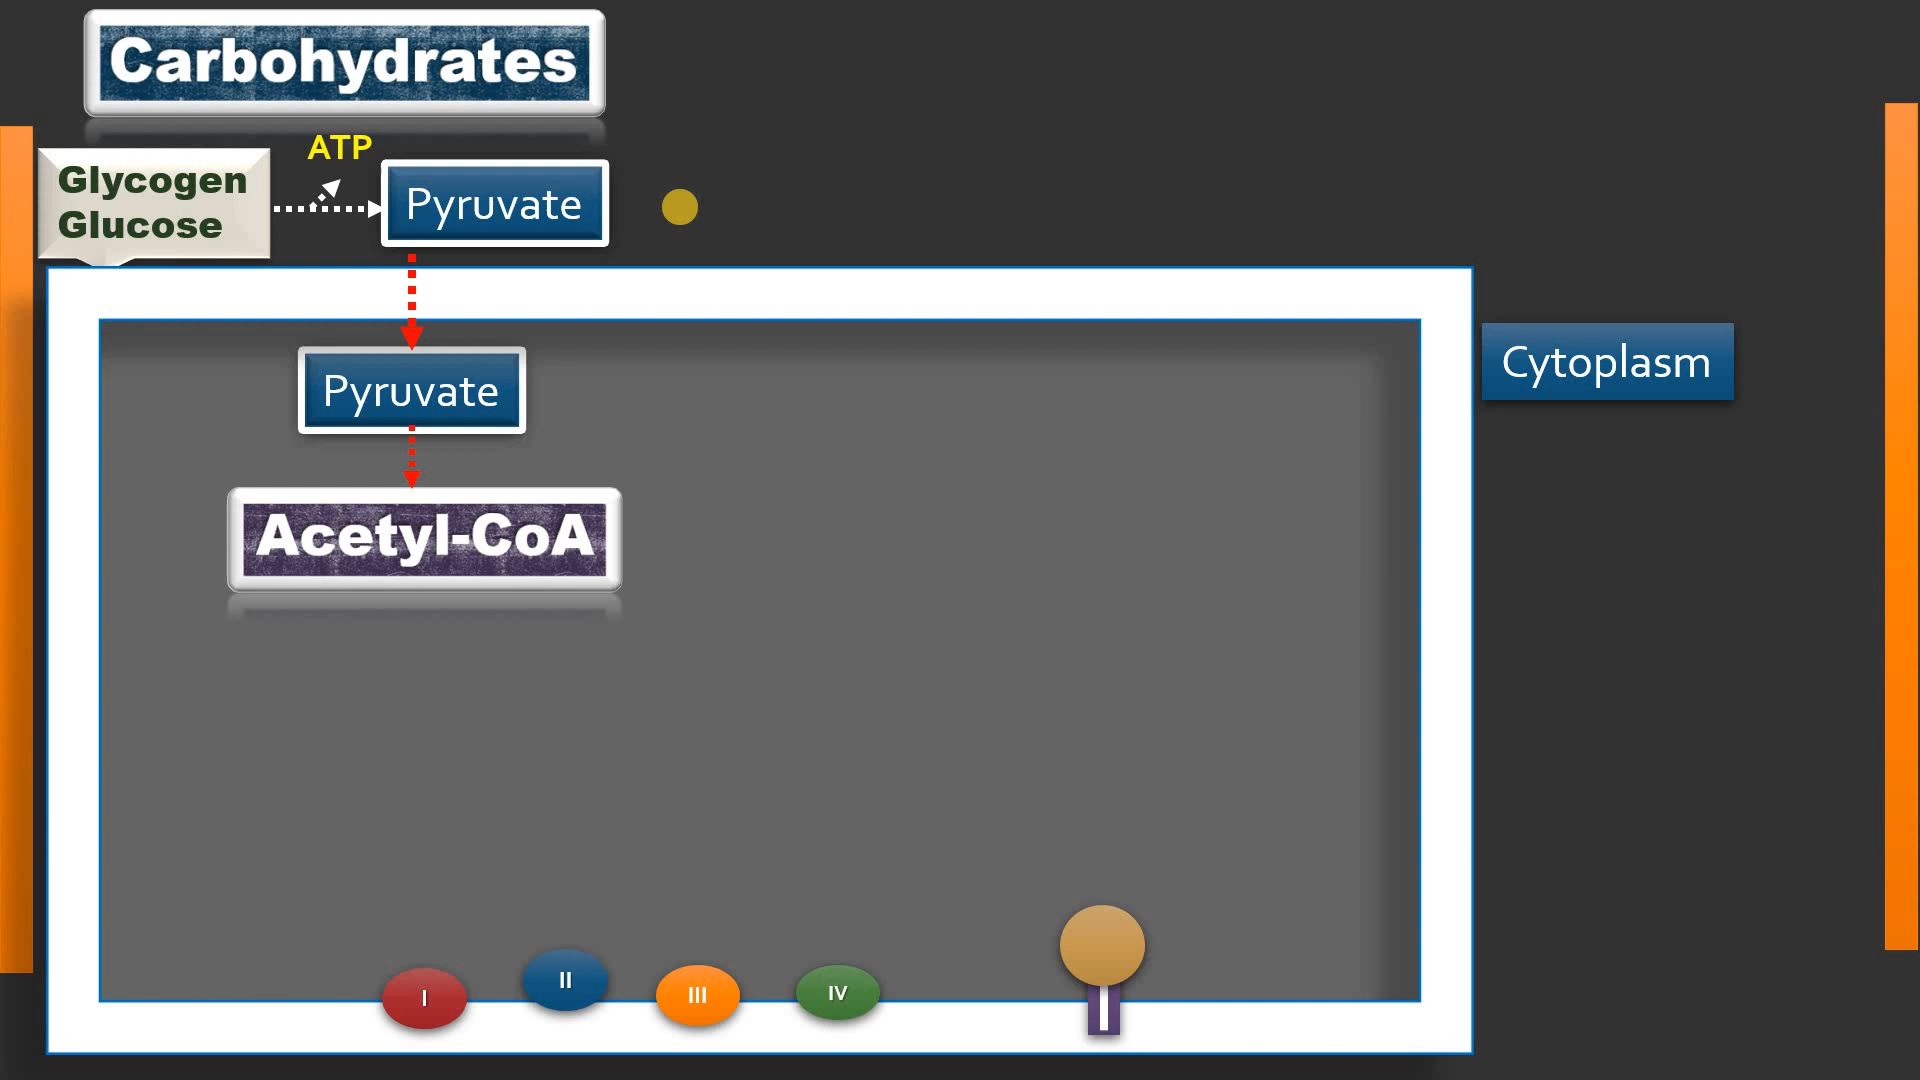 Carbohydrates
ATP
Glycogen
Glucose
Pyruvate
Cytoplasm
Pyruvate
Acetyl-CoA
I
II
III
IV